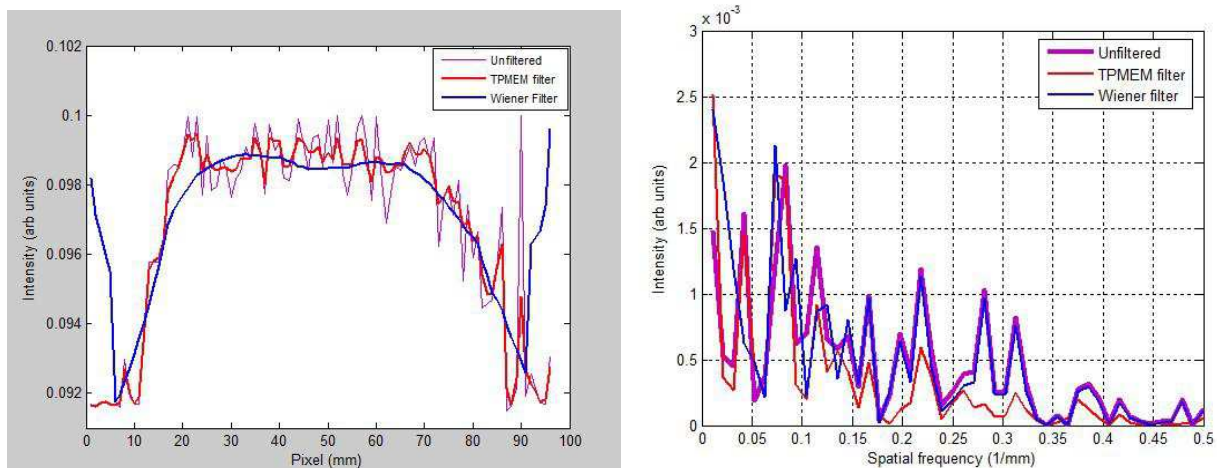 0.102
0.1
0.098
0.096
0.094
0.092
Intensity (arb units)
0 10 20 30 40 50 60 70 80 90 100
Pixel (mm)
Unfiltered
TPMEM filter
Wiener Filter
3 x 10-3
2.5
2
1.5
1
0.5
0
Intensity (arb units)
0 0.05 0.1 0.15 0.2 0.25 0.3 0.35 0.4 0.45 0.5
Spatial frequency (1/mm)
Unfiltered
TPMEM filter
Wiener filter